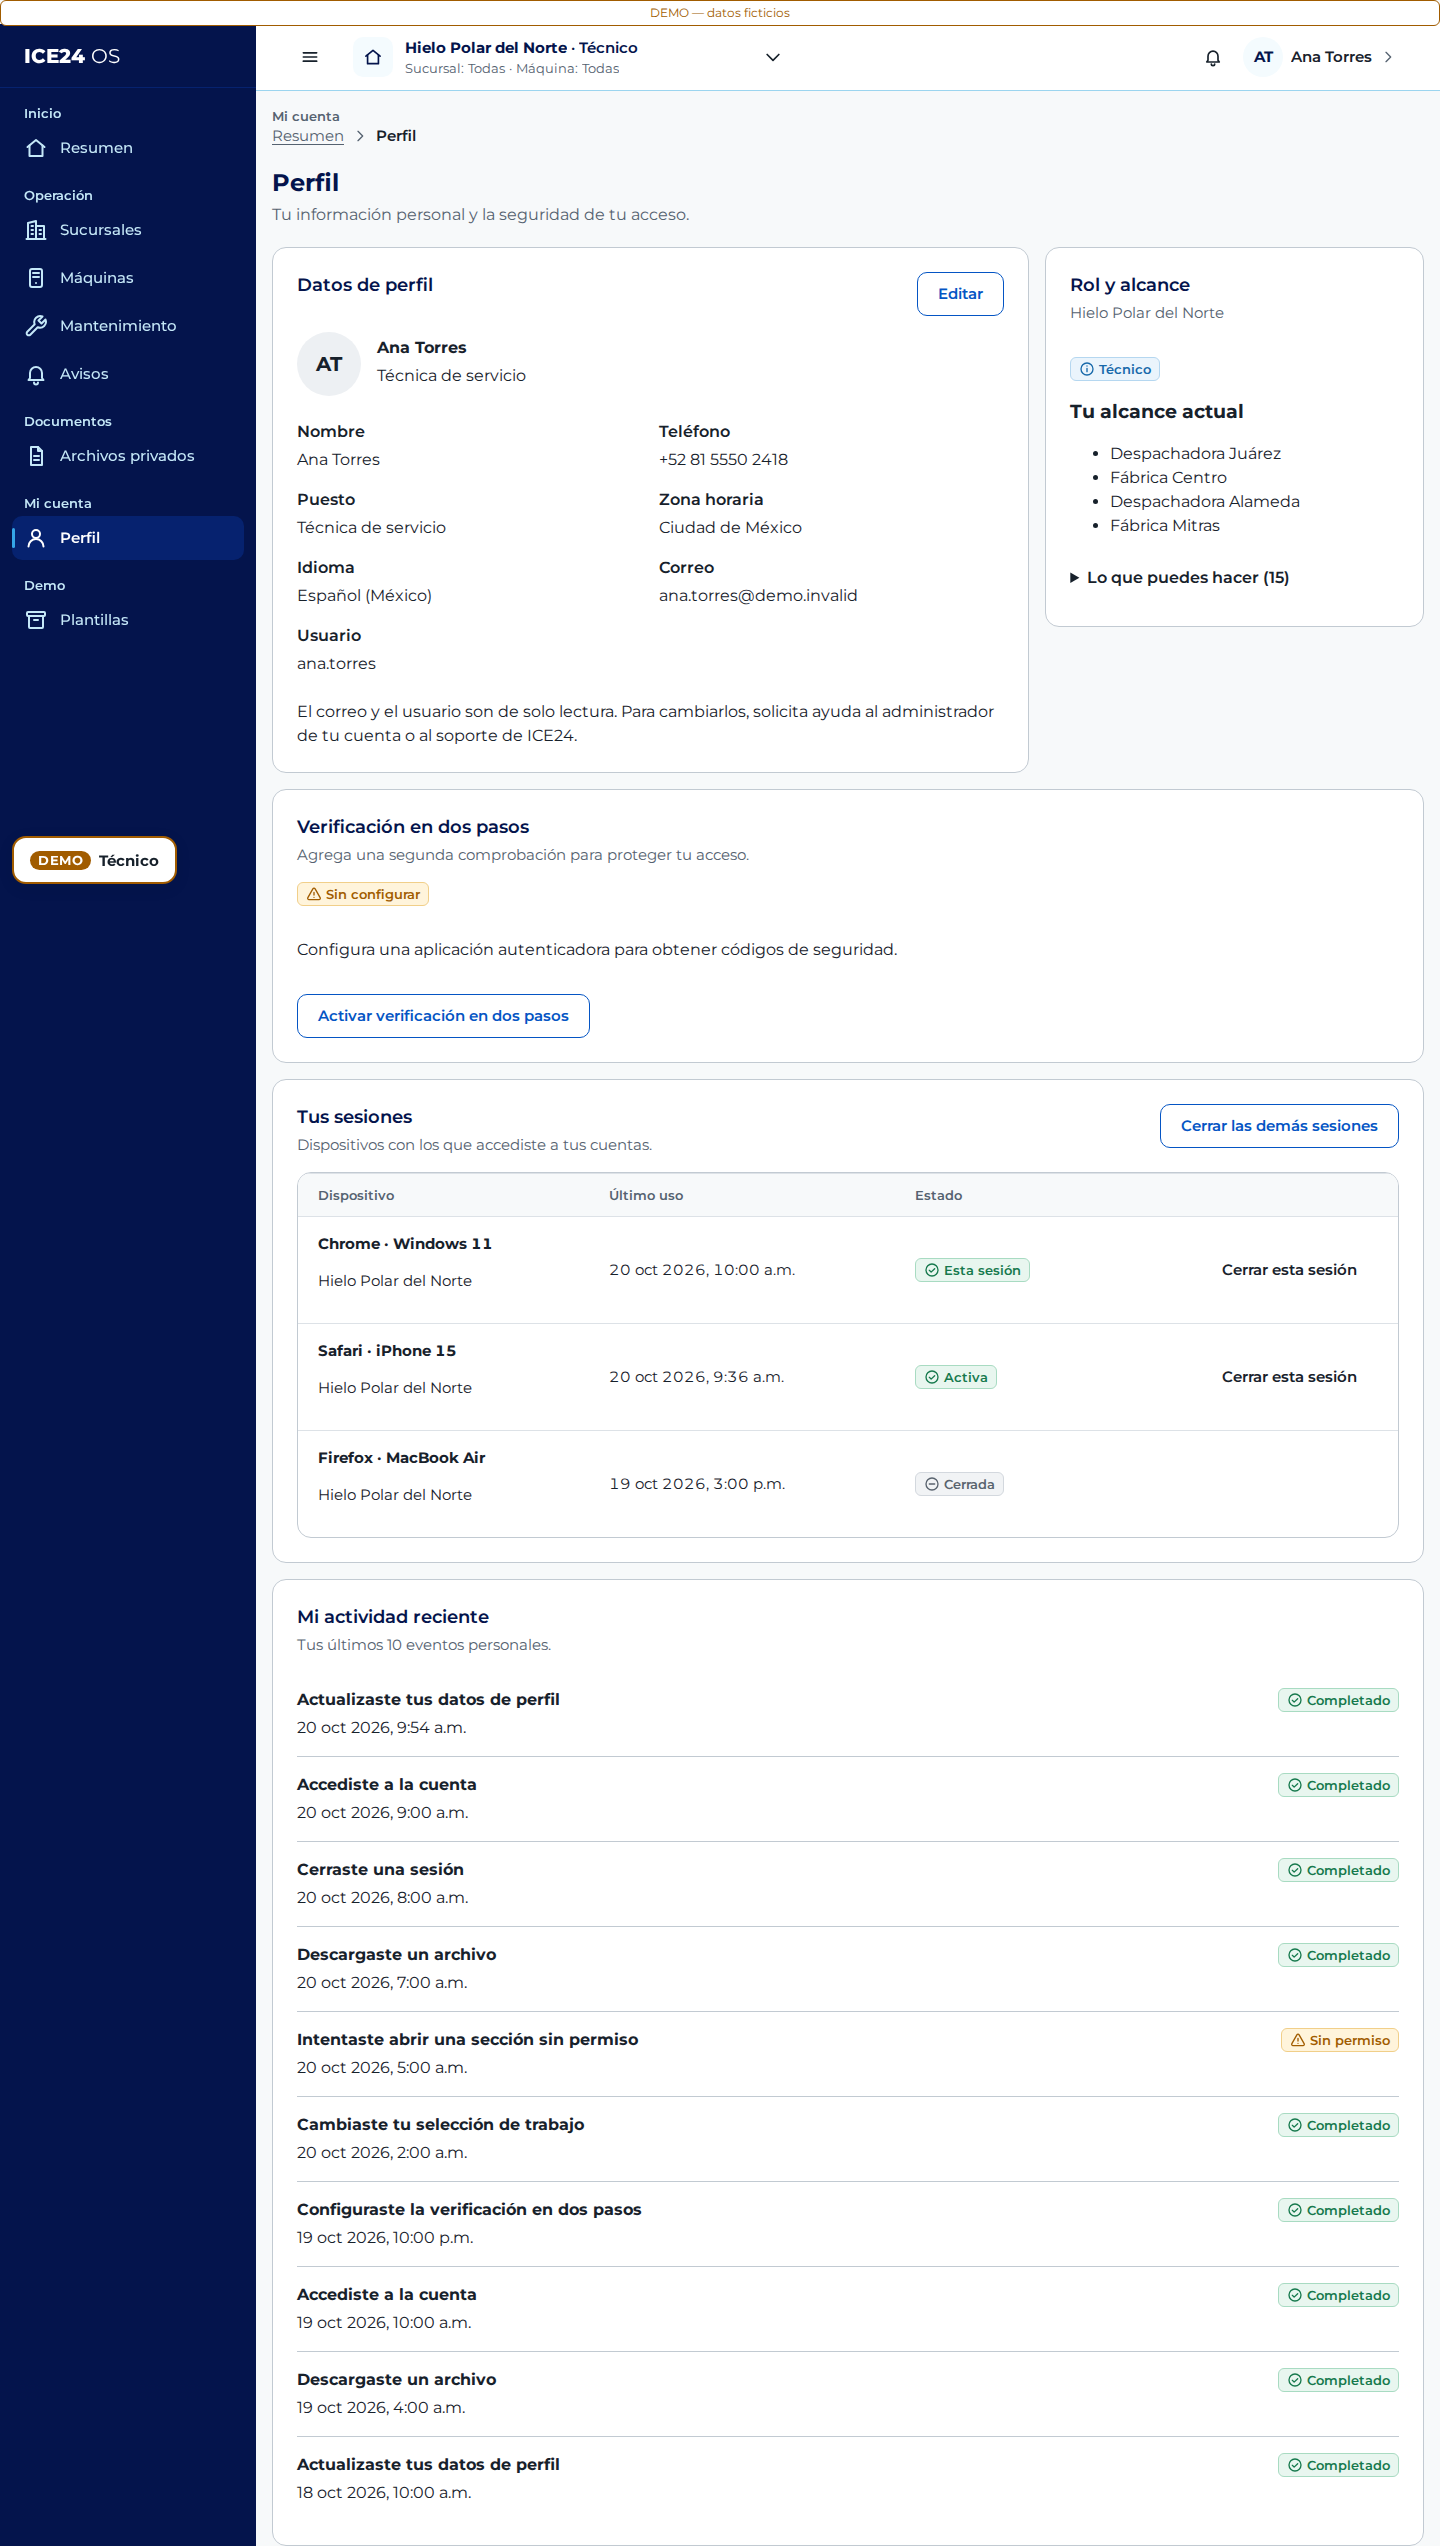 DEMO — datos ficticios
ICE24 OS
Inicio
Resumen
Operación
Sucursales
Máquinas
Mantenimiento
Avisos
Documentos
Archivos privados
Mi cuenta
Perfil
Demo
Plantillas
DEMO Técnico
Hielo Polar del Norte · Técnico
Sucursal: Todas · Máquina: Todas
AT Ana Torres
Mi cuenta
Resumen Perfil
Perfil
Tu información personal y la seguridad de tu acceso.
Datos de perfil
Editar
AT
Ana Torres
Técnica de servicio
Nombre
Ana Torres
Teléfono
+52 81 5550 2418
Puesto
Técnica de servicio
Zona horaria
Ciudad de México
Idioma
Español (México)
Correo
ana.torres@demo.invalid
Usuario
ana.torres
El correo y el usuario son de solo lectura. Para cambiarlos, solicita ayuda al administrador
de tu cuenta o al soporte de ICE24.
Rol y alcance
Hielo Polar del Norte
Técnico
Tu alcance actual
Despachadora Juárez
Fábrica Centro
Despachadora Alameda
Fábrica Mitras
Lo que puedes hacer (15)
Verificación en dos pasos
Agrega una segunda comprobación para proteger tu acceso.
Sin configurar
Configura una aplicación autenticadora para obtener códigos de seguridad.
Activar verificación en dos pasos
Tus sesiones
Dispositivos con los que accediste a tus cuentas.
Cerrar las demás sesiones
Dispositivo Último uso Estado
Chrome · Windows 11
Hielo Polar del Norte
20 oct 2026, 10:00 a.m.
Esta sesión
Cerrar esta sesión
Safari · iPhone 15
Hielo Polar del Norte
20 oct 2026, 9:36 a.m.
Activa
Cerrar esta sesión
Firefox · MacBook Air
Hielo Polar del Norte
19 oct 2026, 3:00 p.m.
Cerrada
Mi actividad reciente
Tus últimos 10 eventos personales.
Actualizaste tus datos de perfil
20 oct 2026, 9:54 a.m.
Completado
Accediste a la cuenta
20 oct 2026, 9:00 a.m.
Completado
Cerraste una sesión
20 oct 2026, 8:00 a.m.
Completado
Descargaste un archivo
20 oct 2026, 7:00 a.m.
Completado
Intentaste abrir una sección sin permiso
20 oct 2026, 5:00 a.m.
Sin permiso
Cambiaste tu selección de trabajo
20 oct 2026, 2:00 a.m.
Completado
Configuraste la verificación en dos pasos
19 oct 2026, 10:00 p.m.
Completado
Accediste a la cuenta
19 oct 2026, 10:00 a.m.
Completado
Descargaste un archivo
19 oct 2026, 4:00 a.m.
Completado
Actualizaste tus datos de perfil
18 oct 2026, 10:00 a.m.
Completado